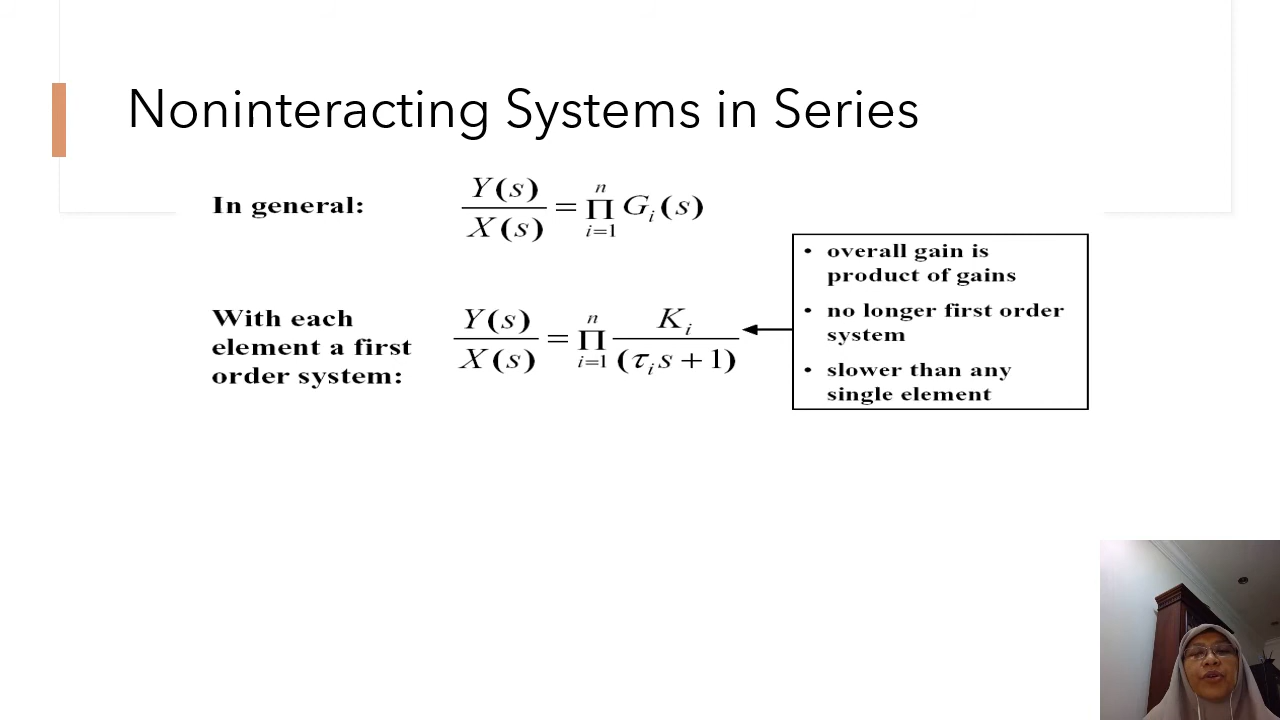 Noninteracting Systems in Series
In general:
Y(s)/X(s) = ∏_{i=1}^{n} G_i(s)
With each
element a first
order system:
Y(s)/X(s) = ∏_{i=1}^{n} K_i/(τ_i s + 1)
• overall gain is
product of gains
• no longer first order
system
• slower than any
single element